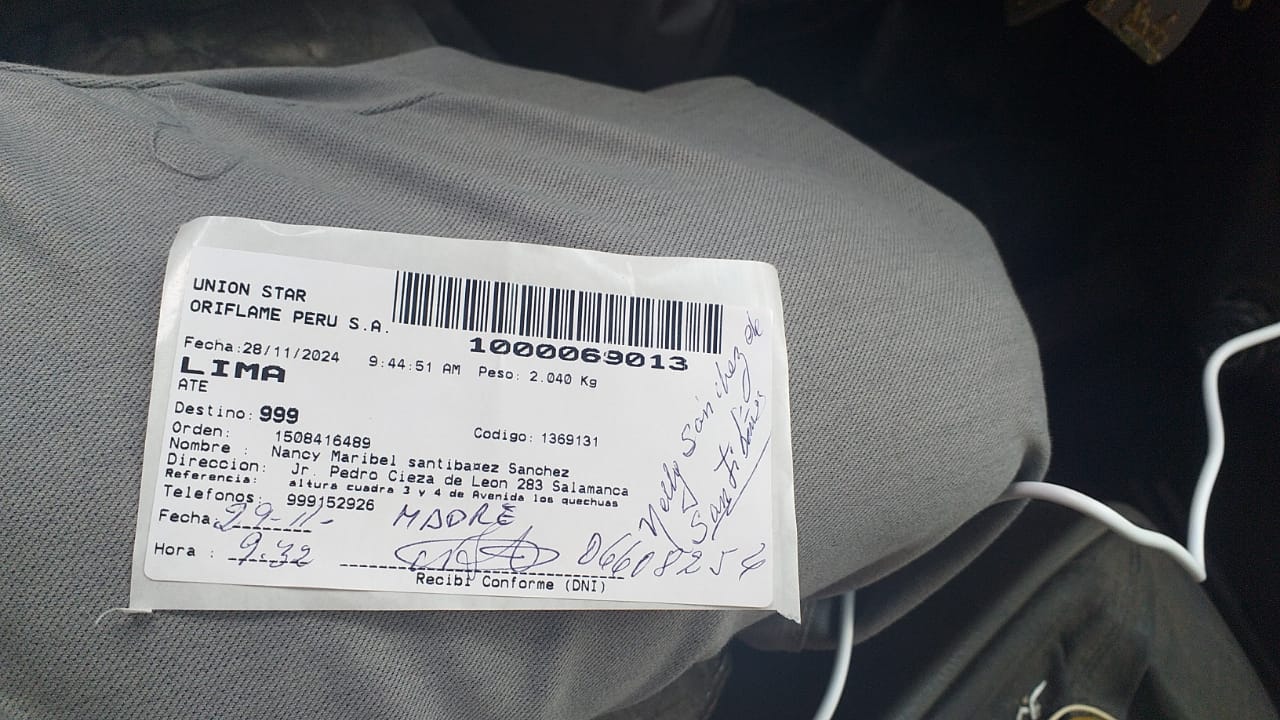 UNION STAR
ORIFLAME PERU S.A.
1000069013
Fecha:28/11/2024 9:44:51 AM Peso: 2.040 Kg
LIMA
ATE
Destino: 999
Orden: 1508416489 Codigo: 1369131
Nombre : Nancy Maribel santibañez Sanchez
Direccion: Jr. Pedro Cieza de Leon 283 Salamanca
Referencia: altura cuadra 3 y 4 de Avenida los quechuas
Telefonos: 999152926
Fecha: 29-11- MADRE
Hora : 9:32 06608254
Recibi Conforme (DNI)
Nelly Sánchez de
Santibáñez